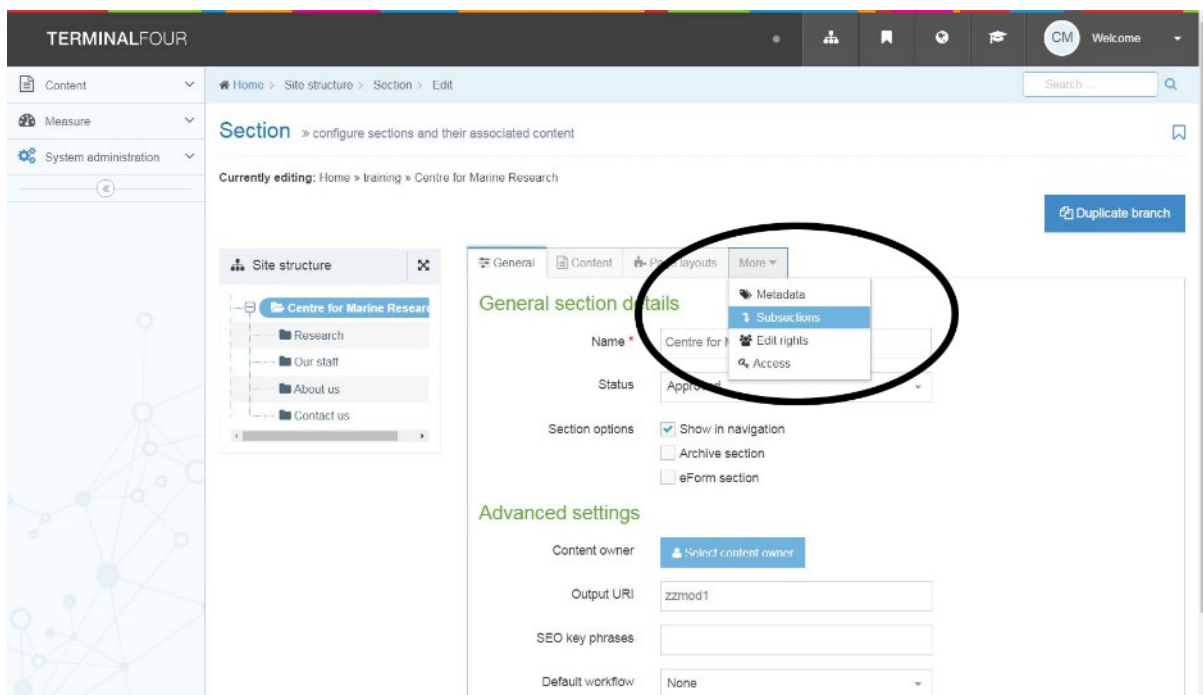 TERMINALFOUR
CM Welcome
Content
Measure
System administration
Home > Site structure > Section > Edit
Search ...
Section » configure sections and their associated content
Currently editing: Home » training » Centre for Marine Research
Duplicate branch
Site structure
Centre for Marine Resear
Research
Our staff
About us
Contact us
General Content layouts More
Metadata
Subsections
Edit rights
Access
General section details
Name * Centre for
Status Approved
Section options Show in navigation
Archive section
eForm section
Advanced settings
Content owner Select content owner
Output URI zzmod1
SEO key phrases
Default workflow None